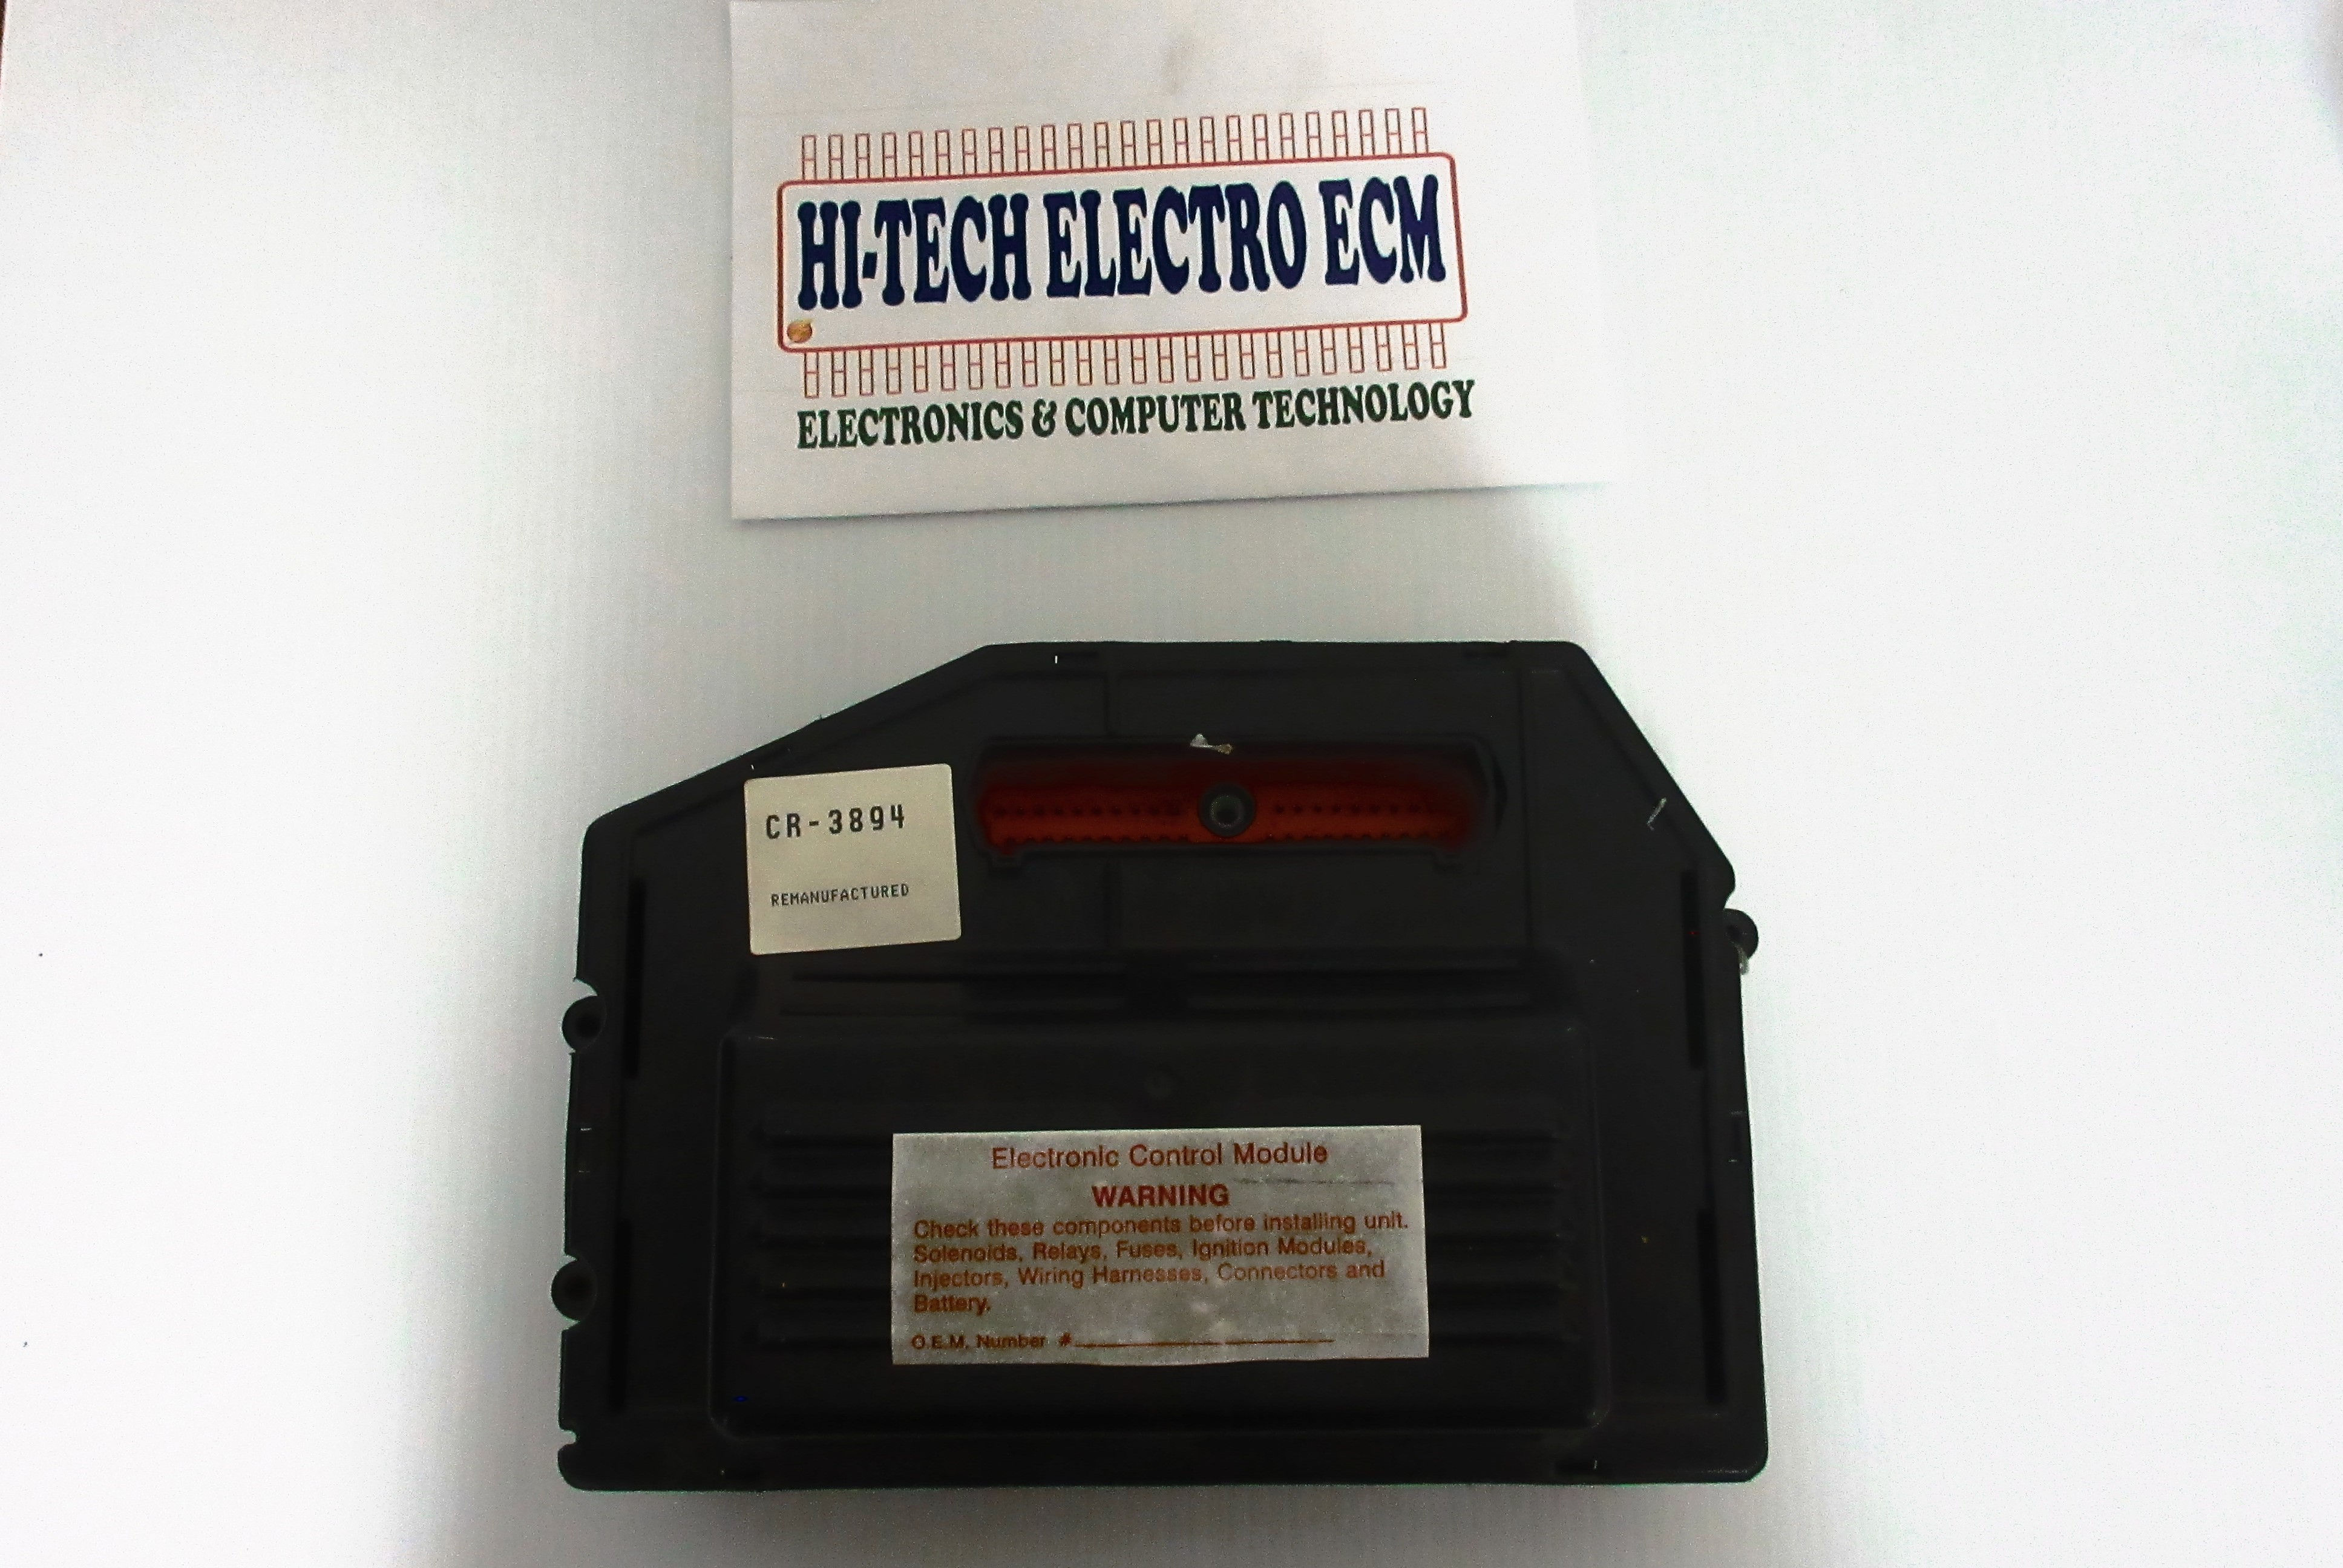 HI-TECH ELECTRO ECM
ELECTRONICS & COMPUTER TECHNOLOGY
CR-3894
REMANUFACTURED
Electronic Control Module
WARNING
Check these components before installing unit.
Solenoids, Relays, Fuses, Ignition Modules,
Injectors, Wiring Harnesses, Connectors and
Battery.
O.E.M. Number #